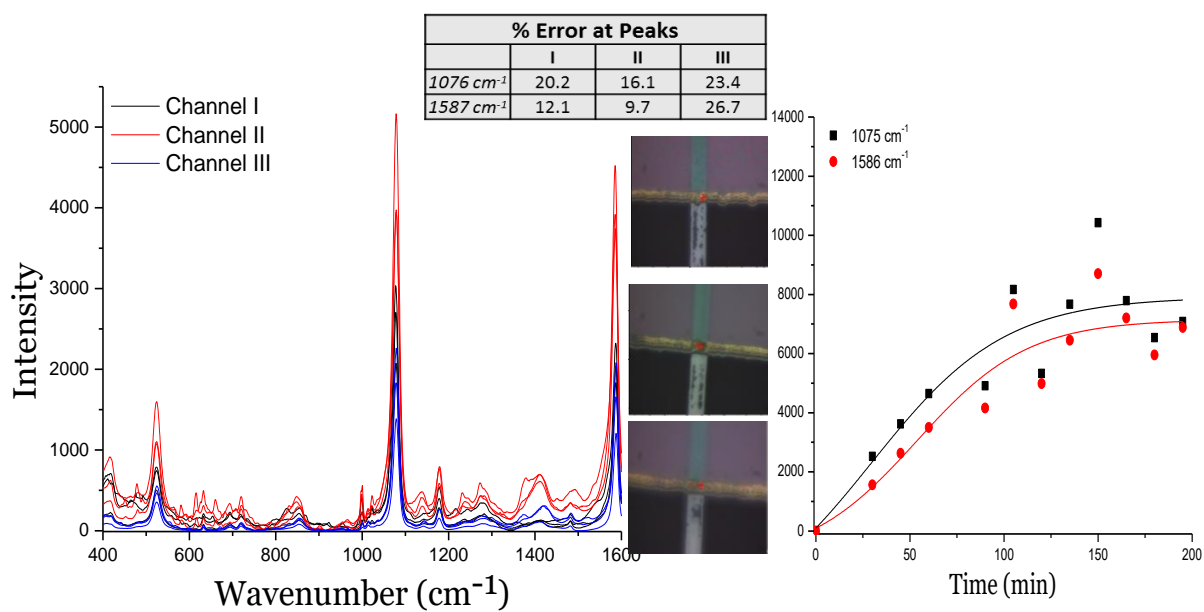 % Error at Peaks
I II III
1076 cm⁻¹ 20.2 16.1 23.4
1587 cm⁻¹ 12.1 9.7 26.7
Channel I
Channel II
Channel III
5000
4000
3000
2000
1000
0
400 600 800 1000 1200 1400 1600
Intensity
Wavenumber (cm⁻¹)
1075 cm⁻¹
1586 cm⁻¹
14000
12000
10000
8000
6000
4000
2000
0
0 50 100 150 200
Time (min)